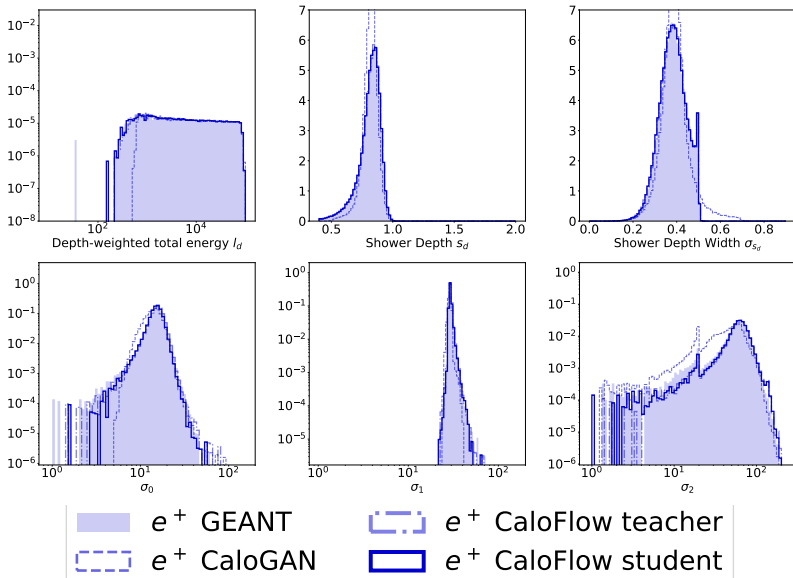 10⁻²
10⁻³
10⁻⁴
10⁻⁵
10⁻⁶
10⁻⁷
10⁻⁸
10² 10⁴
Depth-weighted total energy l_d
7
6
5
4
3
2
1
0
0.5 1.0 1.5 2.0
Shower Depth s_d
7
6
5
4
3
2
1
0
0.0 0.2 0.4 0.6 0.8
Shower Depth Width σ_{s_d}
10⁰
10⁻¹
10⁻²
10⁻³
10⁻⁴
10⁻⁵
10⁻⁶
10⁰ 10¹ 10²
σ₀
10⁰
10⁻¹
10⁻²
10⁻³
10⁻⁴
10⁻⁵
10⁰ 10¹ 10²
σ₁
10⁰
10⁻¹
10⁻²
10⁻³
10⁻⁴
10⁻⁵
10⁻⁶
10⁰ 10¹ 10²
σ₂
e⁺ GEANT
e⁺ CaloGAN
e⁺ CaloFlow teacher
e⁺ CaloFlow student